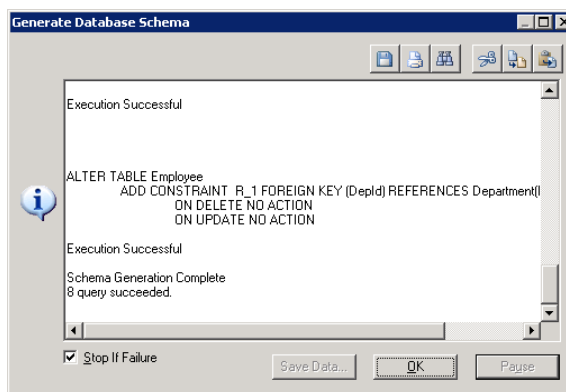 Generate Database Schema
Execution Successful
ALTER TABLE Employee
ADD CONSTRAINT R_1 FOREIGN KEY (DepId) REFERENCES Department(
ON DELETE NO ACTION
ON UPDATE NO ACTION
Execution Successful
Schema Generation Complete
8 query succeeded.
Stop If Failure
Save Data...
OK
Pause